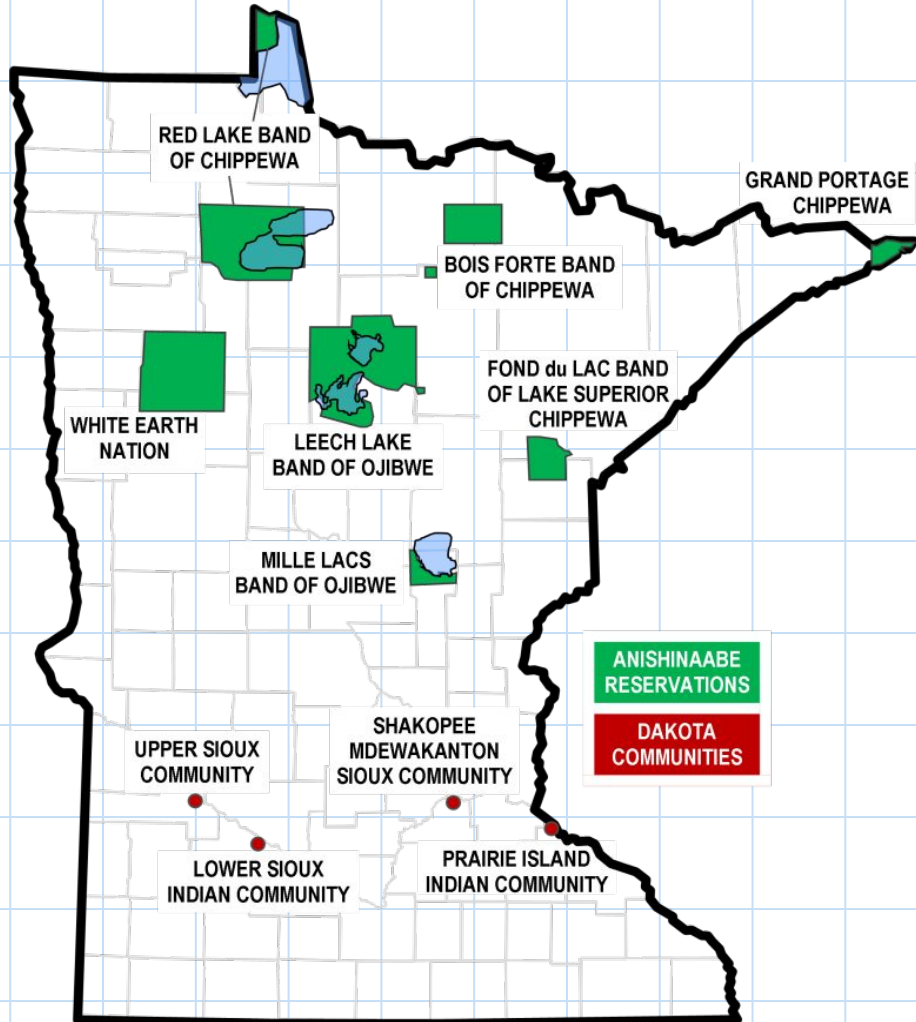 RED LAKE BAND
OF CHIPPEWA
GRAND PORTAGE
CHIPPEWA
BOIS FORTE BAND
OF CHIPPEWA
FOND du LAC BAND
OF LAKE SUPERIOR
CHIPPEWA
WHITE EARTH
NATION
LEECH LAKE
BAND OF OJIBWE
MILLE LACS
BAND OF OJIBWE
ANISHINAABE
RESERVATIONS
DAKOTA
COMMUNITIES
UPPER SIOUX
COMMUNITY
SHAKOPEE
MDEWAKANTON
SIOUX COMMUNITY
LOWER SIOUX
INDIAN COMMUNITY
PRAIRIE ISLAND
INDIAN COMMUNITY